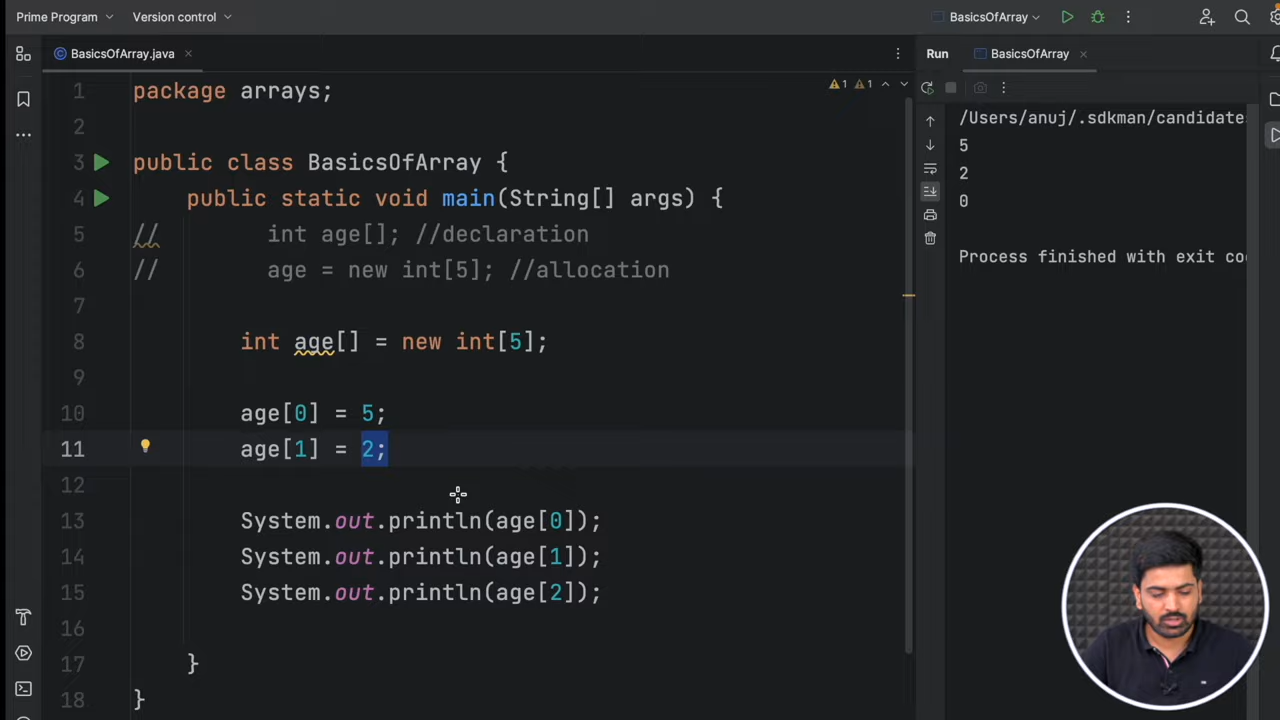 Prime Program
Version control
BasicsOfArray
BasicsOfArray.java
Run
BasicsOfArray
1 package arrays;
2
3 public class BasicsOfArray {
4 public static void main(String[] args) {
5 // int age[]; //declaration
6 // age = new int[5]; //allocation
7
8 int age[] = new int[5];
9
10 age[0] = 5;
11 age[1] = 2;
12
13 System.out.println(age[0]);
14 System.out.println(age[1]);
15 System.out.println(age[2]);
16
17 }
18 }
1 1
/Users/anuj/.sdkman/candidate
5
2
0
Process finished with exit co